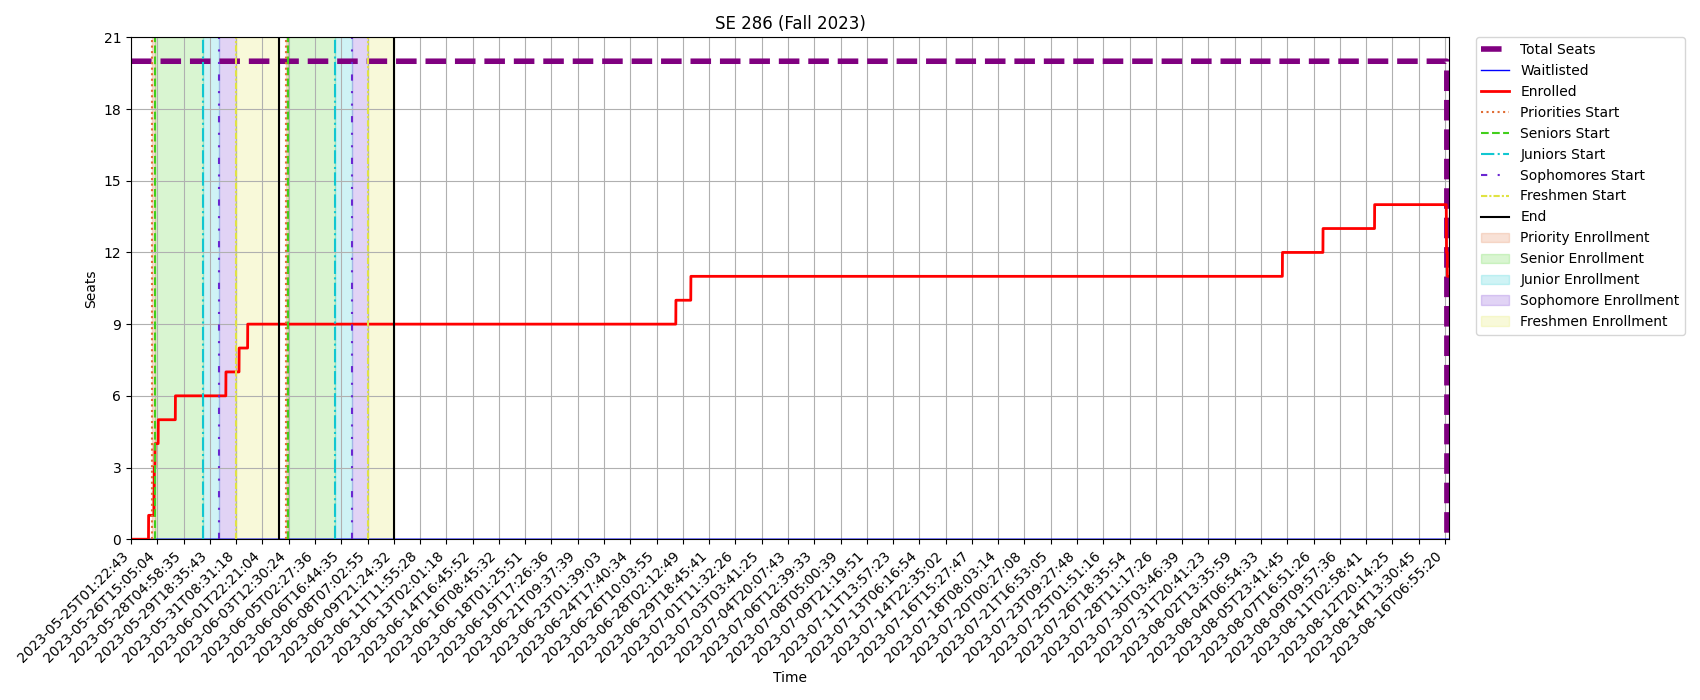 SE 286 (Fall 2023)
21
18
15
12
9
6
3
0
Seats
2023-05-25T01:22:43
2023-05-26T15:05:04
2023-05-28T04:58:35
2023-05-29T18:35:43
2023-05-31T08:31:18
2023-06-01T22:21:04
2023-06-03T12:30:24
2023-06-05T02:27:36
2023-06-06T16:44:35
2023-06-08T07:02:55
2023-06-09T21:24:32
2023-06-11T11:55:28
2023-06-13T02:01:18
2023-06-14T16:45:52
2023-06-16T08:45:32
2023-06-18T01:25:51
2023-06-19T17:26:36
2023-06-21T09:37:39
2023-06-23T01:39:03
2023-06-24T17:40:34
2023-06-26T10:03:55
2023-06-28T02:12:49
2023-06-29T18:45:41
2023-07-01T11:32:26
2023-07-03T03:41:25
2023-07-04T20:07:43
2023-07-06T12:39:33
2023-07-08T05:00:39
2023-07-09T21:19:51
2023-07-11T13:57:23
2023-07-13T06:16:54
2023-07-14T22:35:02
2023-07-16T15:27:47
2023-07-18T08:03:14
2023-07-20T00:27:08
2023-07-21T16:53:05
2023-07-23T09:27:48
2023-07-25T01:51:16
2023-07-26T18:35:54
2023-07-28T11:17:26
2023-07-30T03:46:39
2023-07-31T20:41:23
2023-08-02T13:35:59
2023-08-04T06:54:33
2023-08-05T23:41:45
2023-08-07T16:51:26
2023-08-09T09:57:36
2023-08-11T02:58:41
2023-08-12T20:14:25
2023-08-14T13:30:45
2023-08-16T06:55:20
Time
Total Seats
Waitlisted
Enrolled
Priorities Start
Seniors Start
Juniors Start
Sophomores Start
Freshmen Start
End
Priority Enrollment
Senior Enrollment
Junior Enrollment
Sophomore Enrollment
Freshmen Enrollment